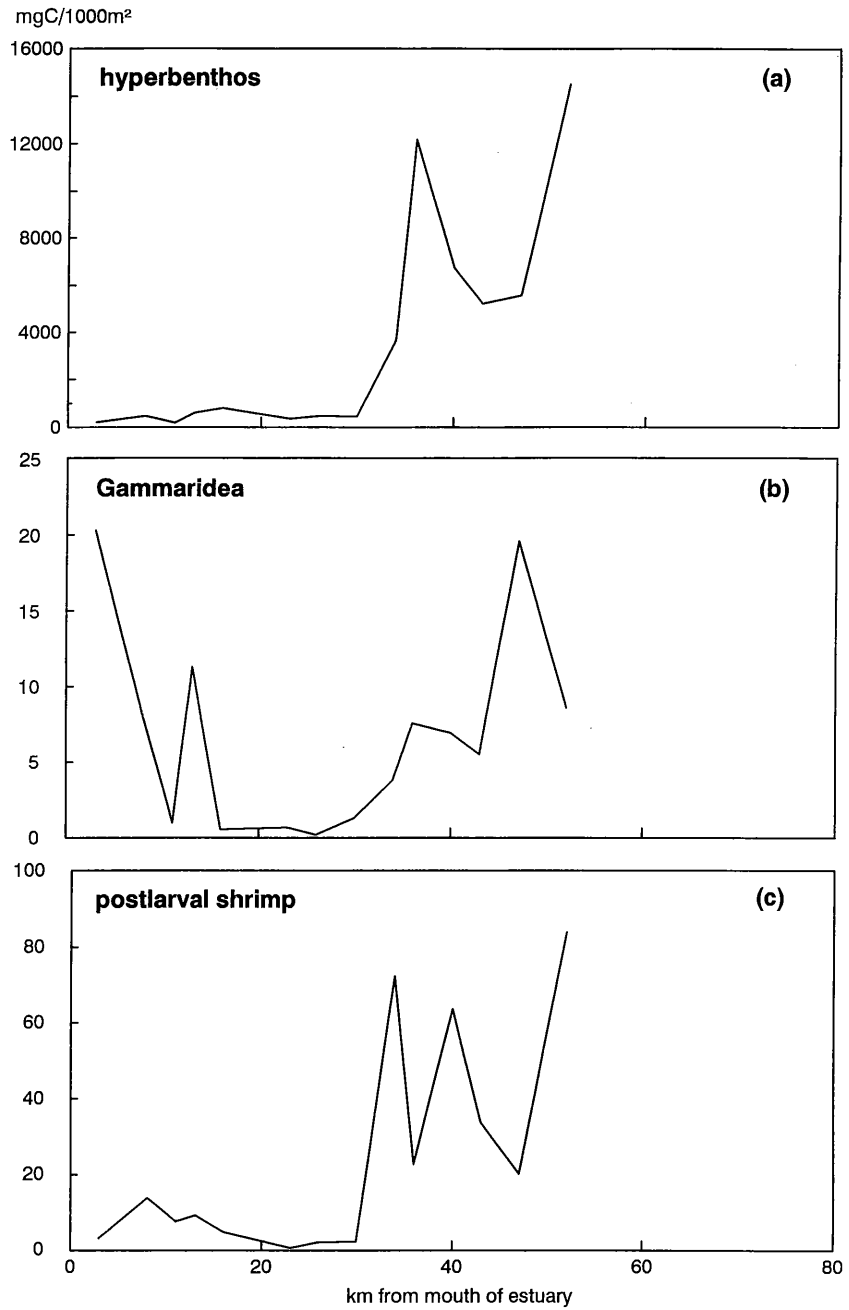 mgC/1000m²
16000
hyperbenthos (a)
12000
8000
4000
0
25
Gammaridea (b)
20
15
10
5
0
100
postlarval shrimp (c)
80
60
40
20
0
0 20 40 60 80
km from mouth of estuary